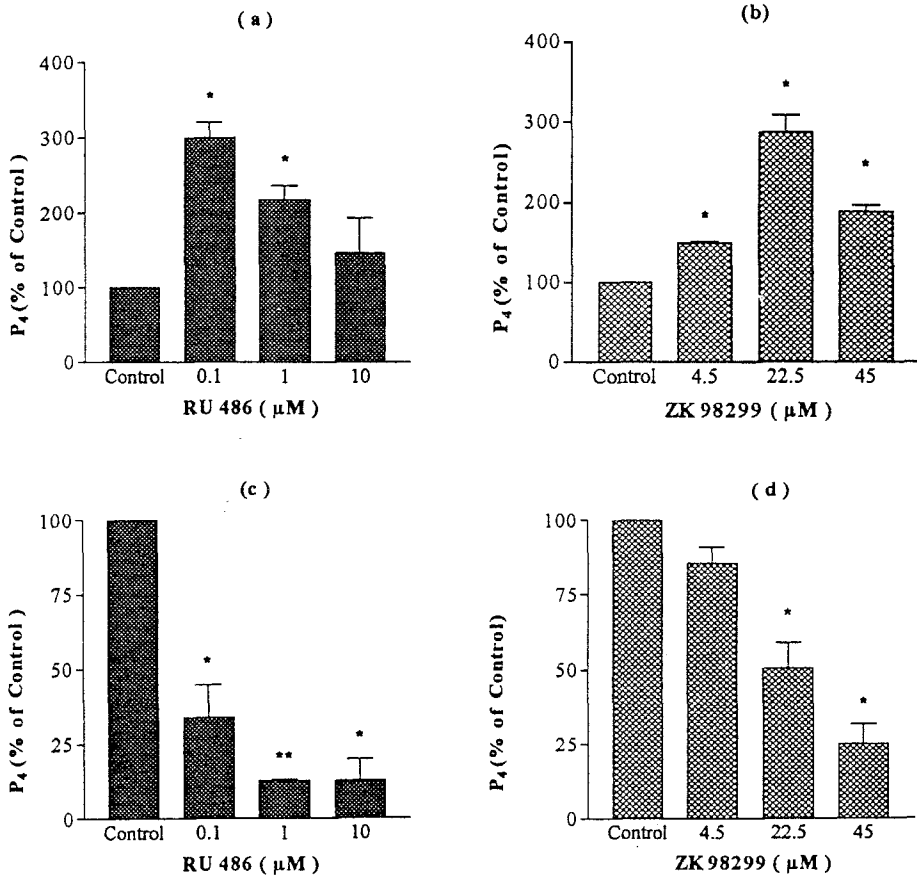 ( a )
400
300
200
100
0
P4 (% of Control )
*
*
Control 0.1 1 10
RU 486 ( µM )
(b)
400
300
200
100
0
P4 (% of Control )
*
*
*
Control 4.5 22.5 45
ZK 98299 ( µM )
(c)
100
75
50
25
0
P4 (% of Control )
*
**
*
Control 0.1 1 10
RU 486 ( µM )
( d )
100
75
50
25
0
P4 (% of Control)
*
*
Control 4.5 22.5 45
ZK 98299 ( µM )